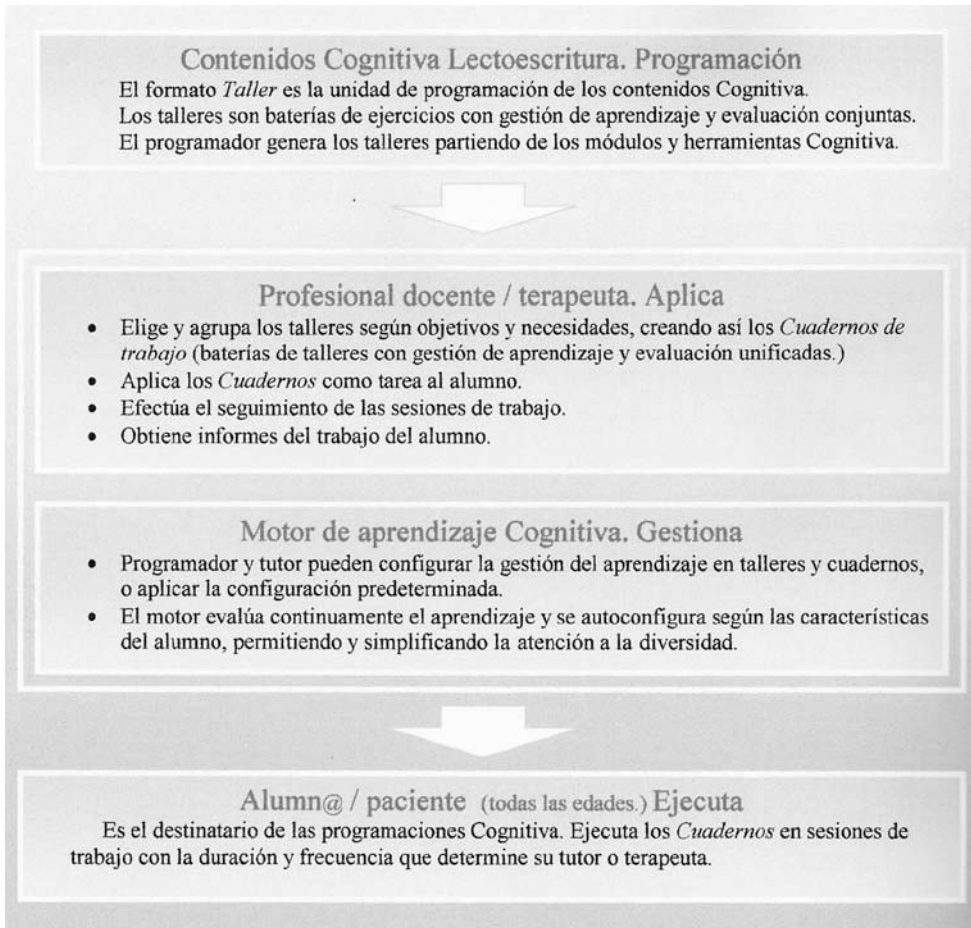 Contenidos Cognitiva Lectoescritura. Programación
El formato Taller es la unidad de programación de los contenidos Cognitiva.
Los talleres son baterías de ejercicios con gestión de aprendizaje y evaluación conjuntas.
El programador genera los talleres partiendo de los módulos y herramientas Cognitiva.
Profesional docente / terapeuta. Aplica
• Elige y agrupa los talleres según objetivos y necesidades, creando así los Cuadernos de
trabajo (baterías de talleres con gestión de aprendizaje y evaluación unificadas.)
• Aplica los Cuadernos como tarea al alumno.
• Efectúa el seguimiento de las sesiones de trabajo.
• Obtiene informes del trabajo del alumno.
Motor de aprendizaje Cognitiva. Gestiona
• Programador y tutor pueden configurar la gestión del aprendizaje en talleres y cuadernos,
o aplicar la configuración predeterminada.
• El motor evalúa continuamente el aprendizaje y se autoconfigura según las características
del alumno, permitiendo y simplificando la atención a la diversidad.
Alumn@ / paciente (todas las edades.) Ejecuta
Es el destinatario de las programaciones Cognitiva. Ejecuta los Cuadernos en sesiones de
trabajo con la duración y frecuencia que determine su tutor o terapeuta.